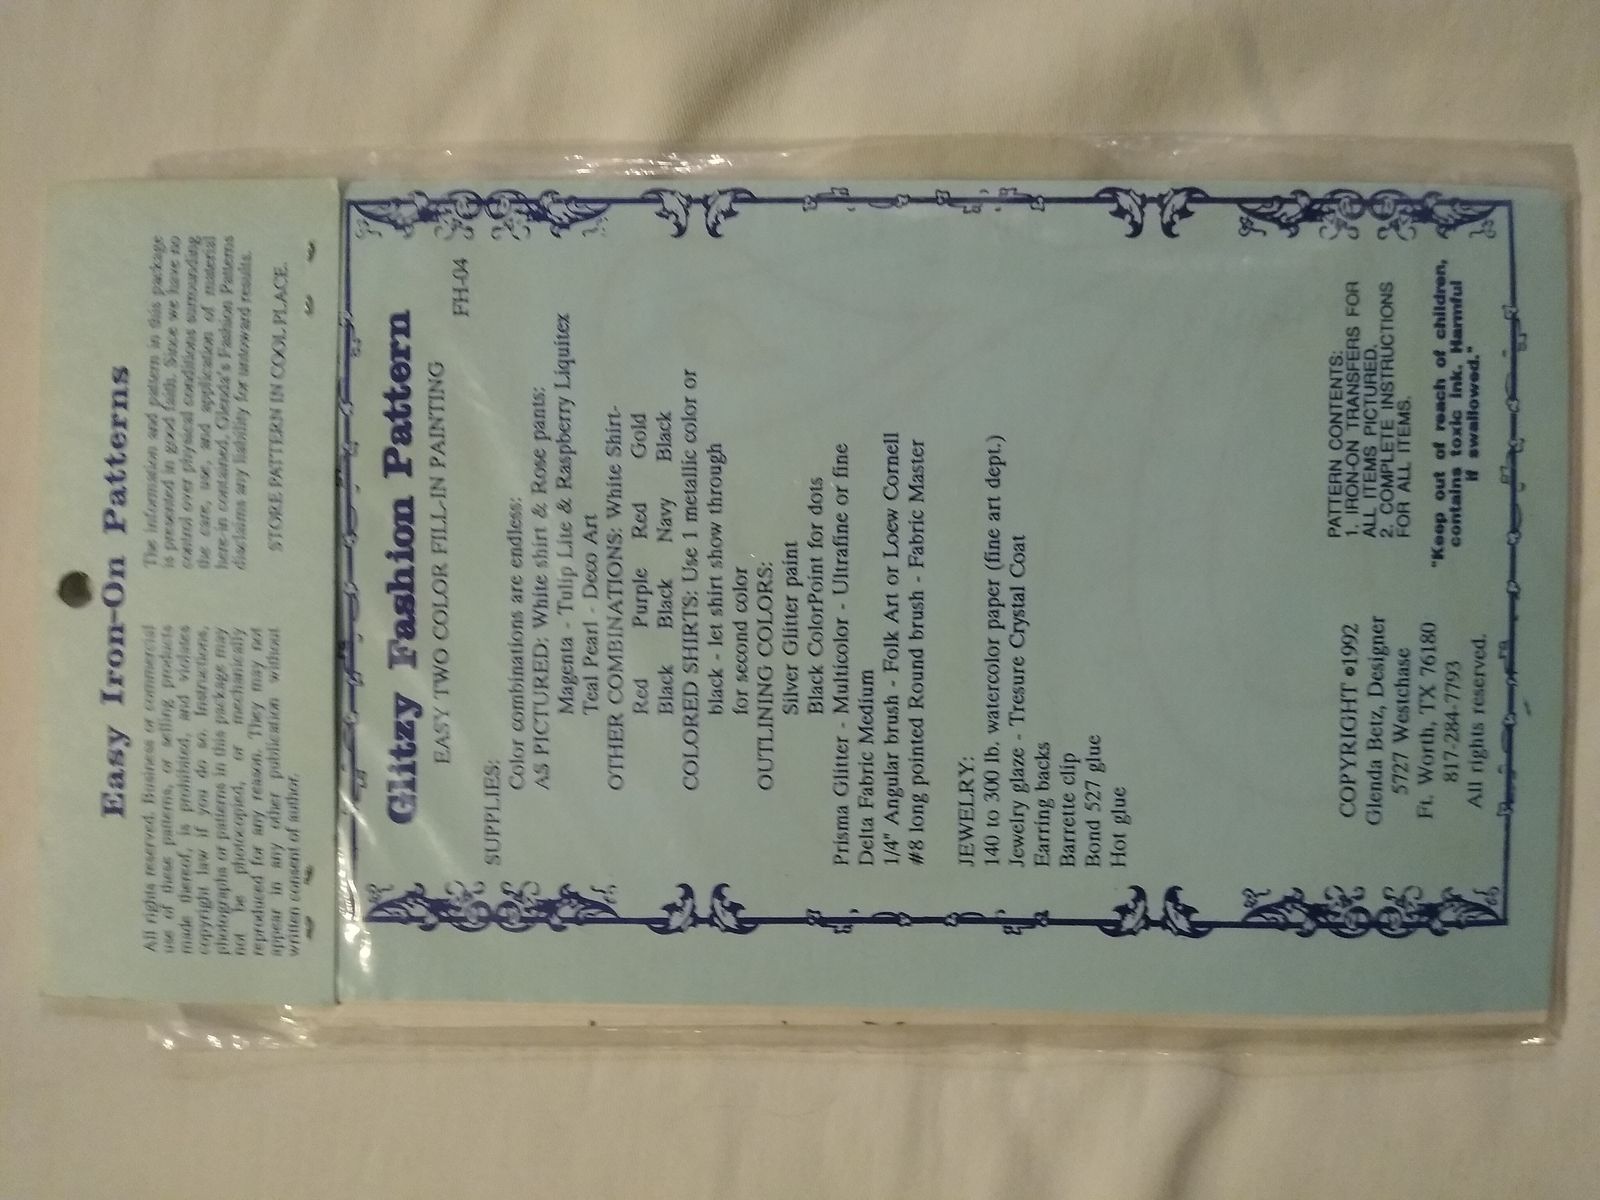 Easy Iron-On Patterns
All rights reserved. Business or commercial
use of these patterns, or selling products
made thereof, is prohibited, and violates
copyright law if you do so. Instructions,
photographs or patterns in this package may
not be photocopied, or mechanically
reproduced for any reason. They may not
appear in any other publication without
written consent of author.
The information and pattern in this package
is presented in good faith. Since we have no
control over physical conditions surrounding
the care, use, and application of material
here-in contained, Glenda's Fashion Patterns
disclaims any liability for untoward results.
STORE PATTERN IN COOL PLACE.
Glitzy Fashion Pattern
EASY TWO COLOR FILL-IN PAINTING
FH-04
SUPPLIES:
Color combinations are endless:
AS PICTURED: White shirt & Rose pants:
Magenta - Tulip Lite & Raspberry Liquitex
Teal Pearl - Deco Art
OTHER COMBINATIONS: White Shirt-
Red Purple Red Gold
Black Black Navy Black
COLORED SHIRTS: Use 1 metallic color or
black - let shirt show through
for second color
OUTLINING COLORS:
Silver Glitter paint
Black ColorPoint for dots
Prisma Glitter - Multicolor - Ultrafine or fine
Delta Fabric Medium
1/4" Angular brush - Folk Art or Loew Cornell
#8 long pointed Round brush - Fabric Master
JEWELRY:
140 to 300 lb. watercolor paper (fine art dept.)
Jewelry glaze - Tresure Crystal Coat
Earring backs
Barrette clip
Bond 527 glue
Hot glue
COPYRIGHT ©1992
Glenda Betz, Designer
5727 Westchase
Ft. Worth, TX 76180
817-284-7793
All rights reserved.
PATTERN CONTENTS:
1. IRON-ON TRANSFERS FOR
ALL ITEMS PICTURED.
2. COMPLETE INSTRUCTIONS
FOR ALL ITEMS.
"Keep out of reach of children,
contains toxic ink. Harmful
if swallowed."